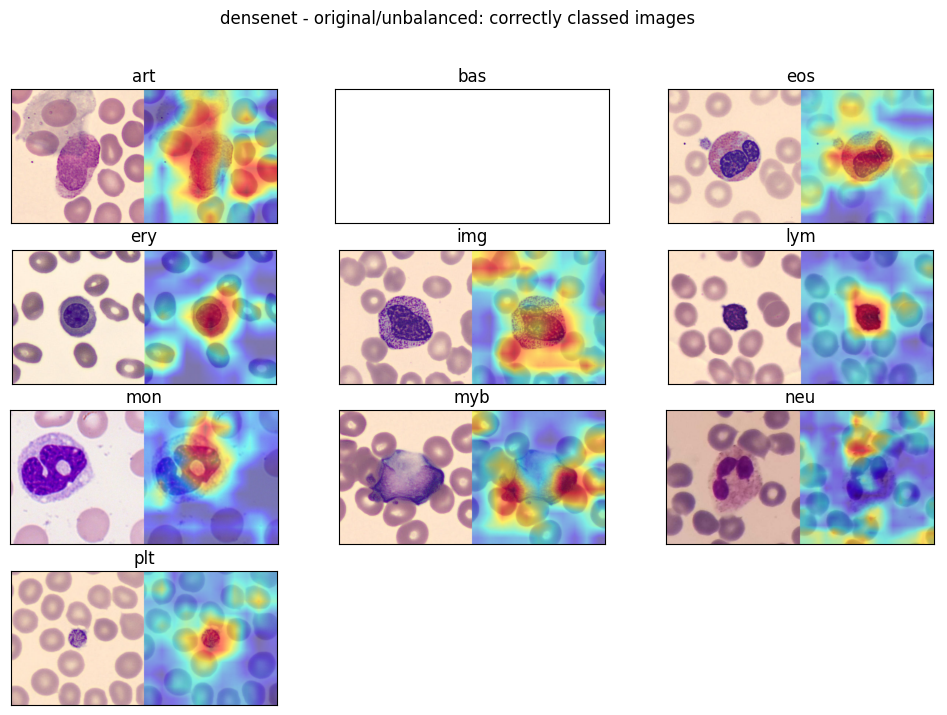 densenet - original/unbalanced: correctly classed images
art
bas
eos
ery
img
lym
mon
myb
neu
plt